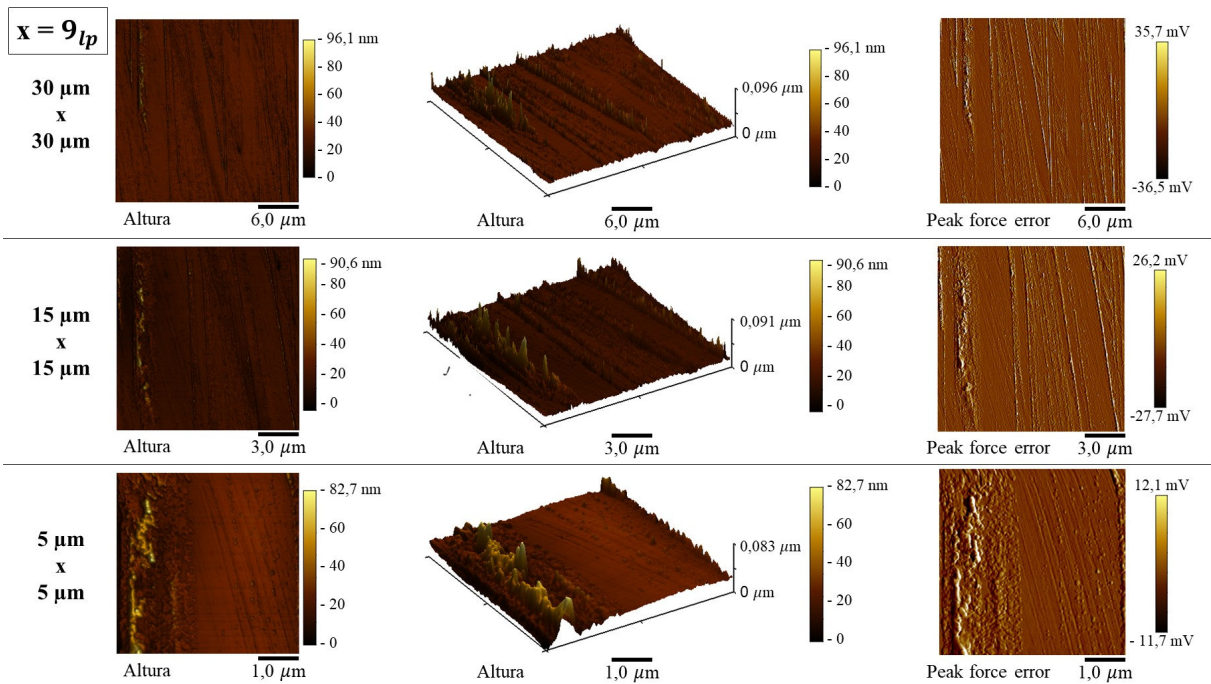 x = 9lp
30 µm
x
30 µm
- 96,1 nm
- 80
- 60
- 40
- 20
- 0
Altura
6,0 µm
0,096 µm
0 µm
- 96,1 nm
- 80
- 60
- 40
- 20
- 0
Altura
6,0 µm
35,7 mV
-36,5 mV
Peak force error
6,0 µm
15 µm
x
15 µm
- 90,6 nm
- 80
- 60
- 40
- 20
- 0
Altura
3,0 µm
0,091 µm
0 µm
- 90,6 nm
- 80
- 60
- 40
- 20
- 0
Altura
3,0 µm
26,2 mV
-27,7 mV
Peak force error
3,0 µm
5 µm
x
5 µm
- 82,7 nm
- 60
- 40
- 20
- 0
Altura
1,0 µm
0,083 µm
0 µm
- 82,7 nm
- 60
- 40
- 20
- 0
Altura
1,0 µm
12,1 mV
- 11,7 mV
Peak force error
1,0 µm